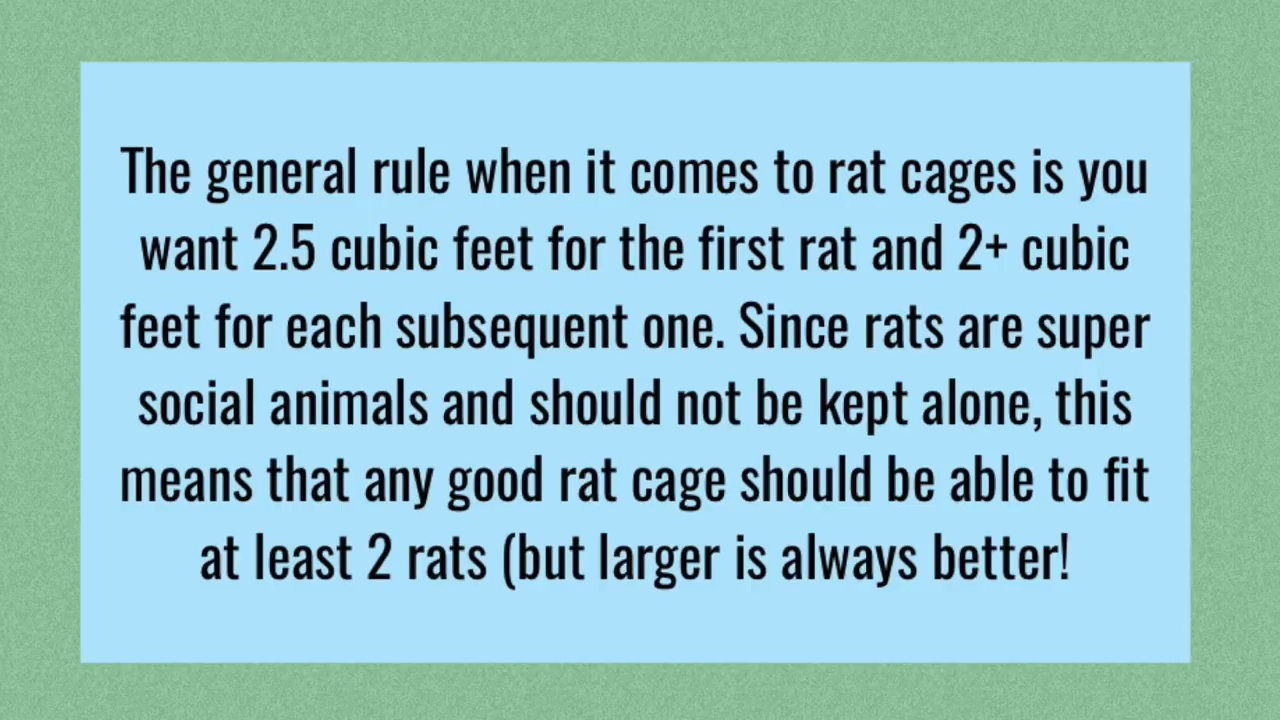 The general rule when it comes to rat cages is you
want 2.5 cubic feet for the first rat and 2+ cubic
feet for each subsequent one. Since rats are super
social animals and should not be kept alone, this
means that any good rat cage should be able to fit
at least 2 rats (but larger is always better!